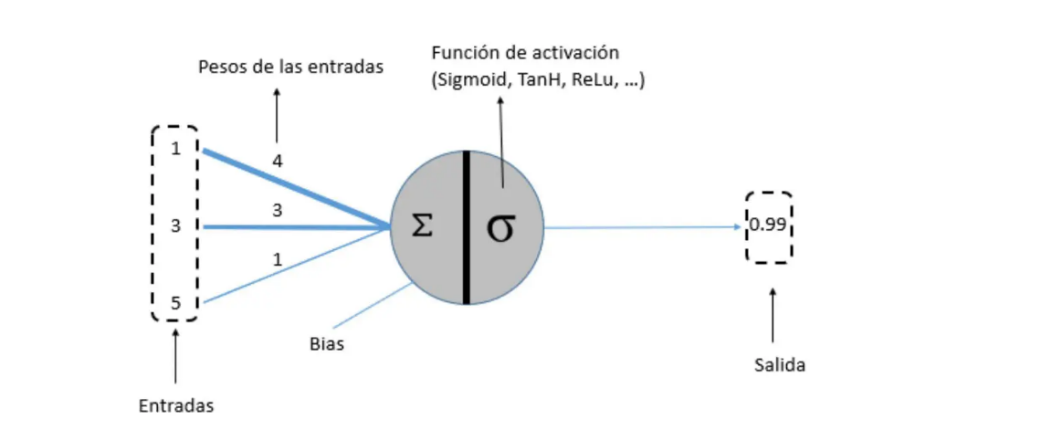 Pesos de las entradas
Función de activación
(Sigmoid, TanH, ReLu, ...)
1
4
3
3
1
5
Σ
σ
0.99
Bias
Salida
Entradas